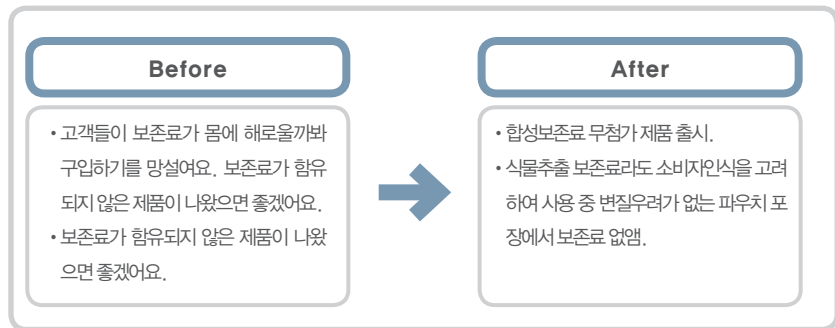 Before
• 고객들이 보존료가 몸에 해로울까봐
구입하기를 망설여요. 보존료가 함유
되지 않은 제품이 나왔으면 좋겠어요.
• 보존료가 함유되지 않은 제품이 나왔
으면 좋겠어요.
After
• 합성보존료 무첨가 제품 출시.
• 식물추출 보존료라도 소비자인식을 고려
하여 사용 중 변질우려가 없는 파우치 포
장에서 보존료 없앰.